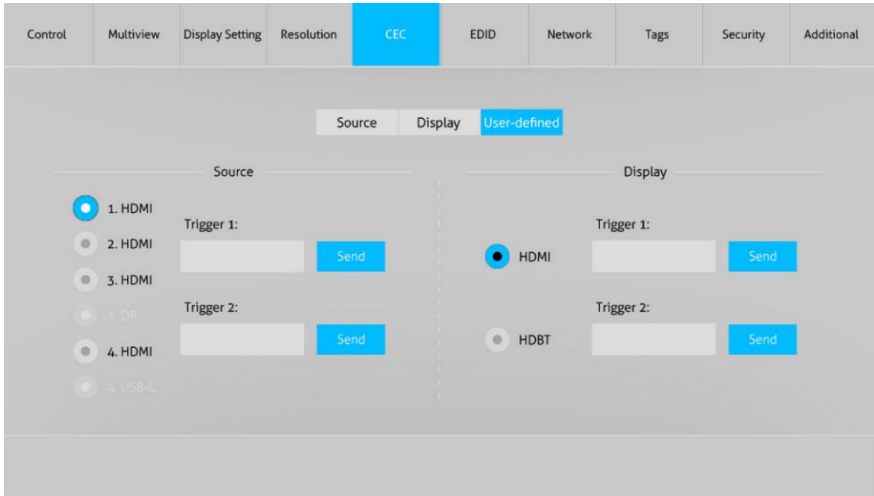 Control Multiview Display Setting Resolution CEC EDID Network Tags Security Additional
Source Display User-defined
Source
1. HDMI
2. HDMI
3. HDMI
3. DP
4. HDMI
4. USB-C
Trigger 1:
Send
Trigger 2:
Send
Display
HDMI
HDBT
Trigger 1:
Send
Trigger 2:
Send